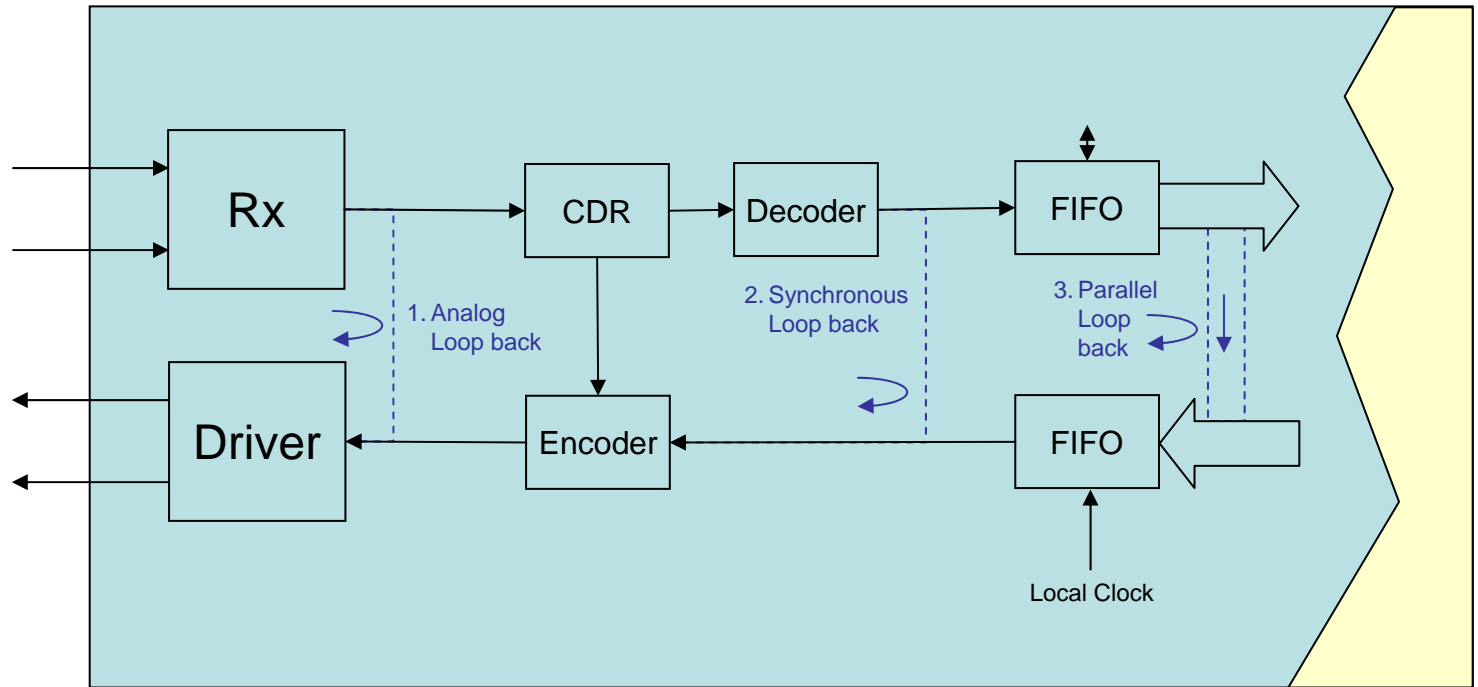 Rx
CDR
Decoder
FIFO
1. Analog
Loop back
2. Synchronous
Loop back
3. Parallel
Loop
back
Driver
Encoder
FIFO
Local Clock